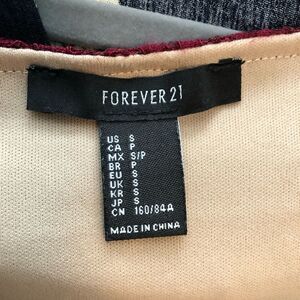 FOREVER 21
US S
CA P
MX S/P
BR P
EU S
UK S
KR S
JP S
CN 160/84A
MADE IN CHINA